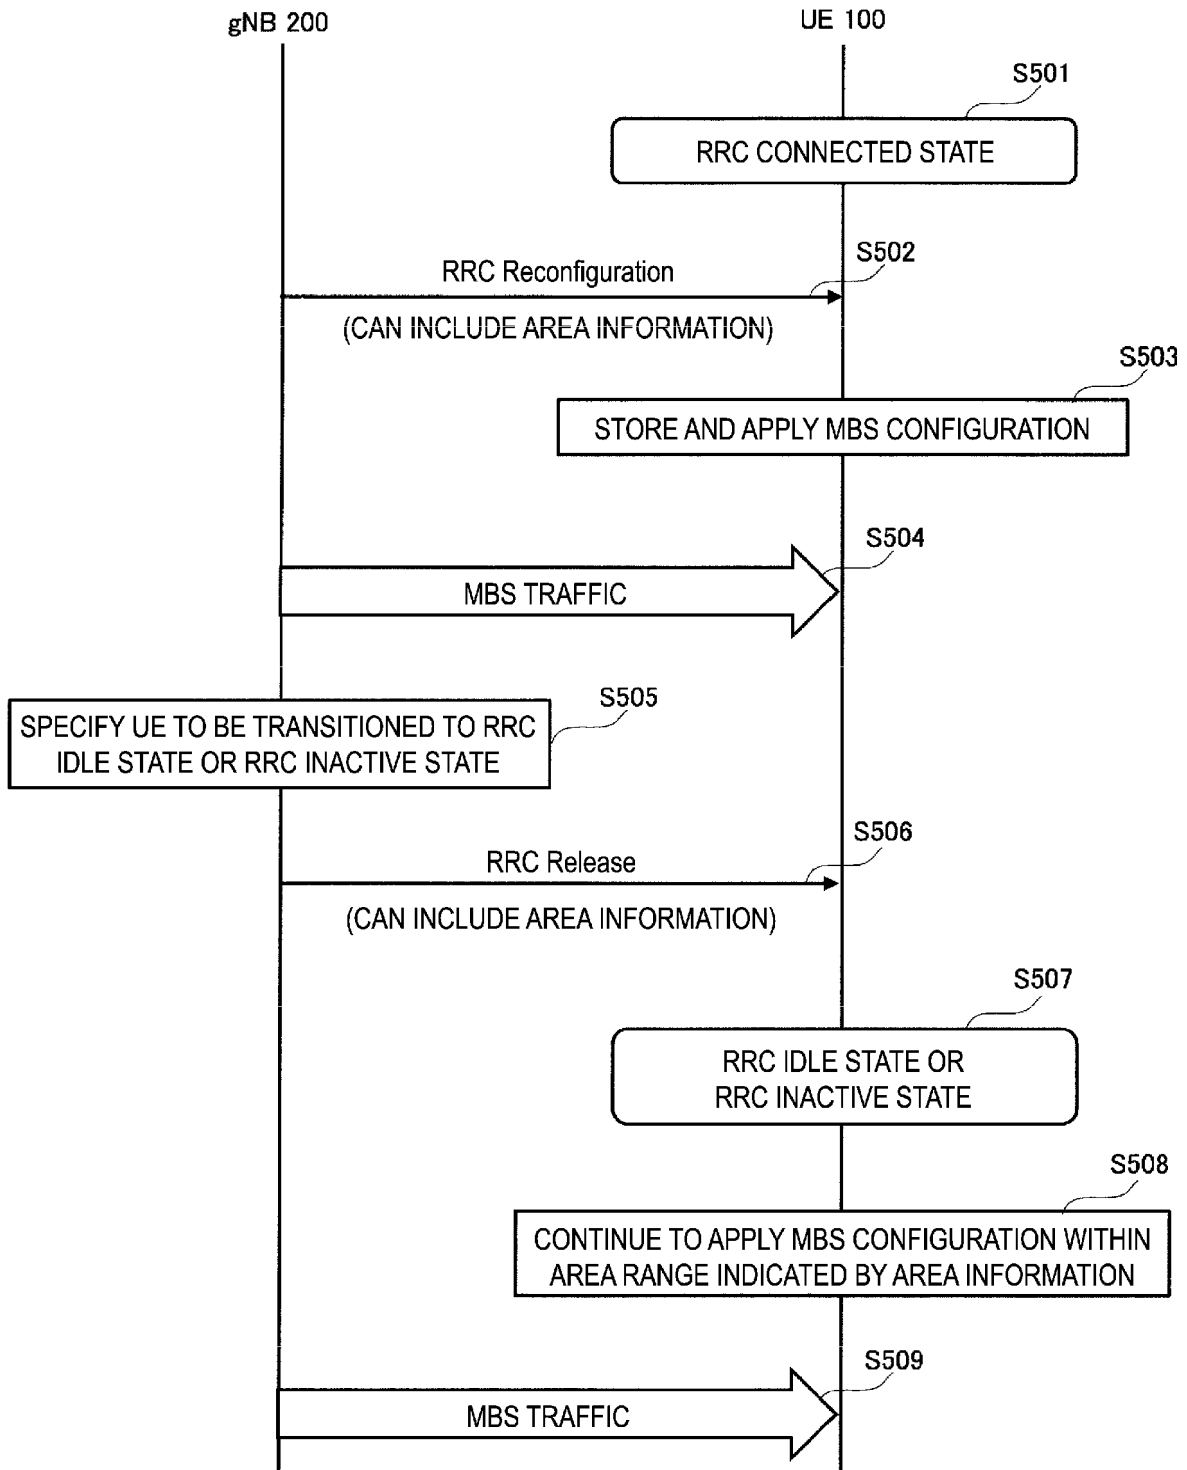 gNB 200
UE 100
S501
RRC CONNECTED STATE
S502
RRC Reconfiguration
(CAN INCLUDE AREA INFORMATION)
S503
STORE AND APPLY MBS CONFIGURATION
S504
MBS TRAFFIC
S505
SPECIFY UE TO BE TRANSITIONED TO RRC
IDLE STATE OR RRC INACTIVE STATE
S506
RRC Release
(CAN INCLUDE AREA INFORMATION)
S507
RRC IDLE STATE OR
RRC INACTIVE STATE
S508
CONTINUE TO APPLY MBS CONFIGURATION WITHIN
AREA RANGE INDICATED BY AREA INFORMATION
S509
MBS TRAFFIC